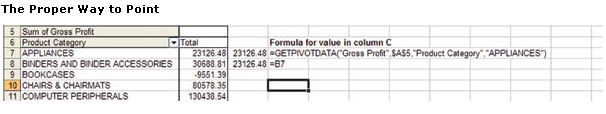 The Proper Way to Point
5 Sum of Gross Profit
6 Product Category Total Formula for value in column C
7 APPLIANCES 23126.48 23126.48 =GETPIVOTDATA("Gross Profit",$A$5,"Product Category","APPLIANCES")
8 BINDERS AND BINDER ACCESSORIES 30688.81 23126.48 =B7
9 BOOKCASES -9551.39
10 CHAIRS & CHAIRMATS 80578.35
11 COMPUTER PERIPHERALS 130438.54